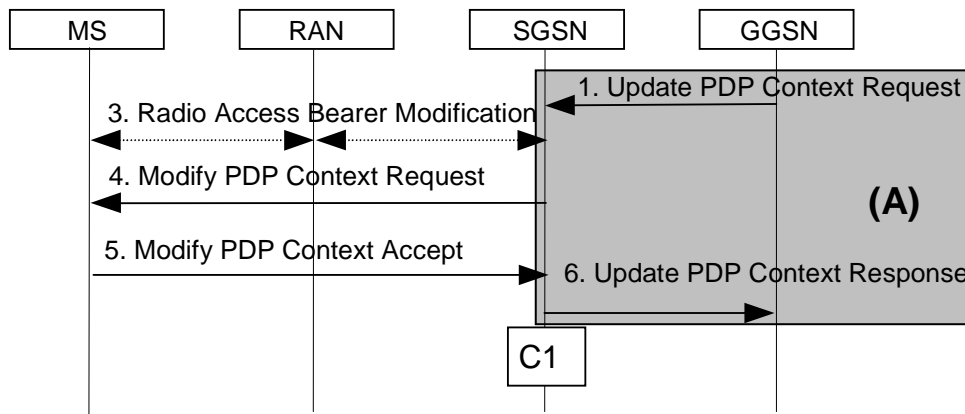 MS RAN SGSN GGSN
1. Update PDP Context Request
3. Radio Access Bearer Modification
4. Modify PDP Context Request
(A)
5. Modify PDP Context Accept
6. Update PDP Context Response
C1